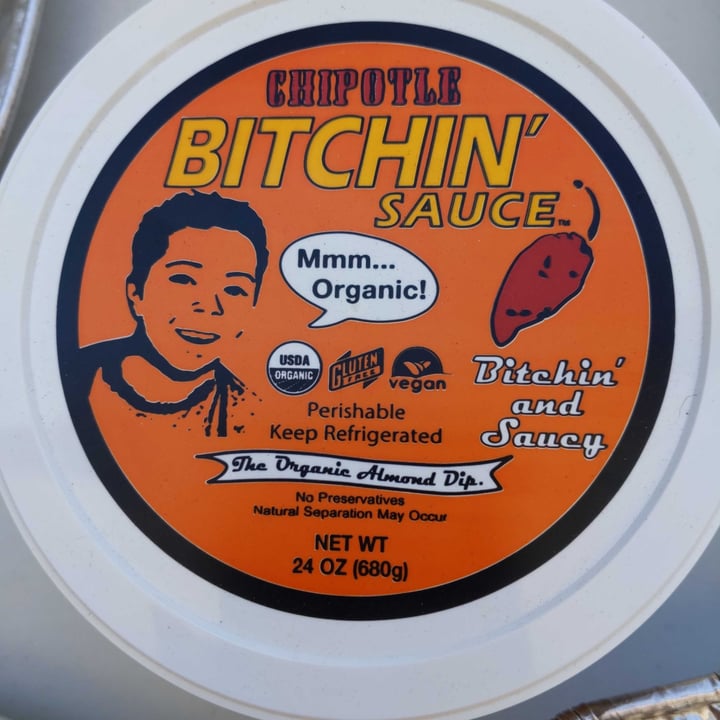 CHIPOTLE
BITCHIN'
SAUCE™
Mmm...
Organic!
USDA
ORGANIC
GLUTEN
FREE
vegan
Bitchin'
and
Saucy
Perishable
Keep Refrigerated
The Organic Almond Dip.
No Preservatives
Natural Separation May Occur
NET WT
24 OZ (680g)